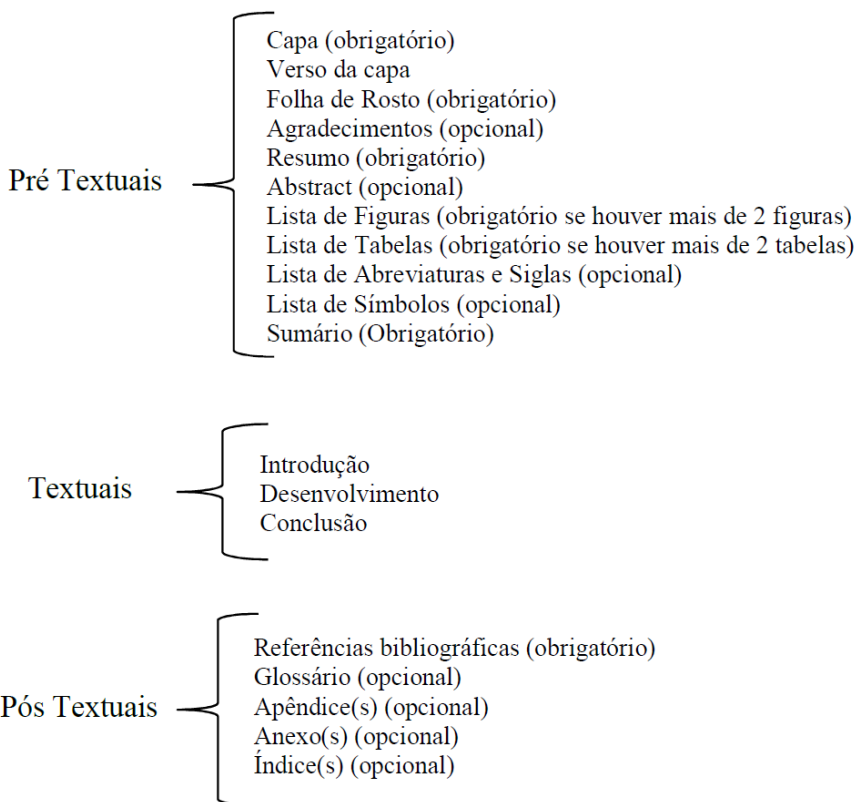 Pré Textuais
Capa (obrigatório)
Verso da capa
Folha de Rosto (obrigatório)
Agradecimentos (opcional)
Resumo (obrigatório)
Abstract (opcional)
Lista de Figuras (obrigatório se houver mais de 2 figuras)
Lista de Tabelas (obrigatório se houver mais de 2 tabelas)
Lista de Abreviaturas e Siglas (opcional)
Lista de Símbolos (opcional)
Sumário (Obrigatório)
Textuais
Introdução
Desenvolvimento
Conclusão
Pós Textuais
Referências bibliográficas (obrigatório)
Glossário (opcional)
Apêndice(s) (opcional)
Anexo(s) (opcional)
Índice(s) (opcional)